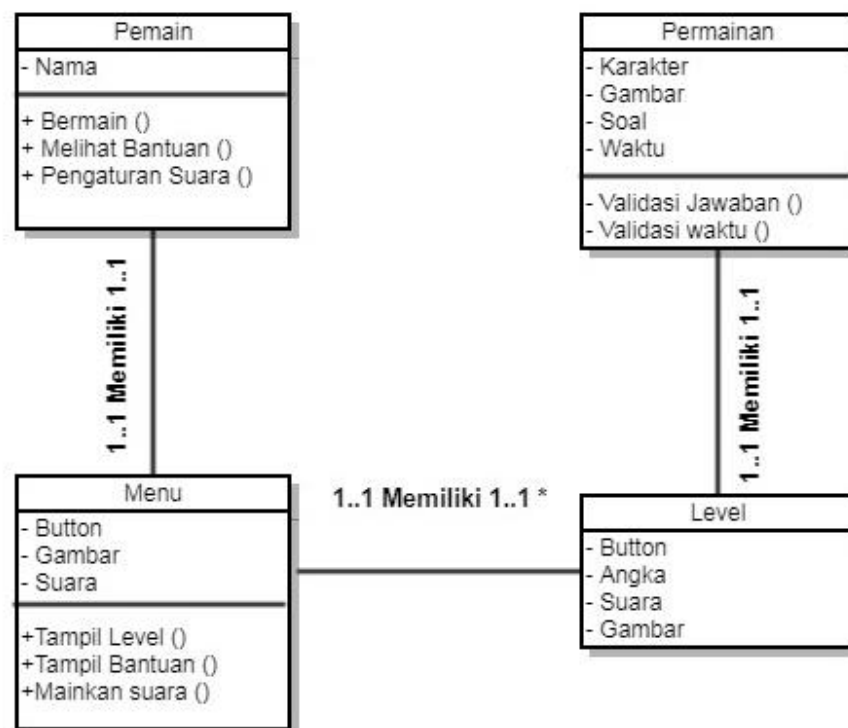 Pemain
- Nama
+ Bermain ()
+ Melihat Bantuan ()
+ Pengaturan Suara ()
Permainan
- Karakter
- Gambar
- Soal
- Waktu
- Validasi Jawaban ()
- Validasi waktu ()
1..1 Memiliki 1..1
1..1 Memiliki 1..1
Menu
- Button
- Gambar
- Suara
+Tampil Level ()
+Tampil Bantuan ()
+Mainkan suara ()
1..1 Memiliki 1..1 *
Level
- Button
- Angka
- Suara
- Gambar